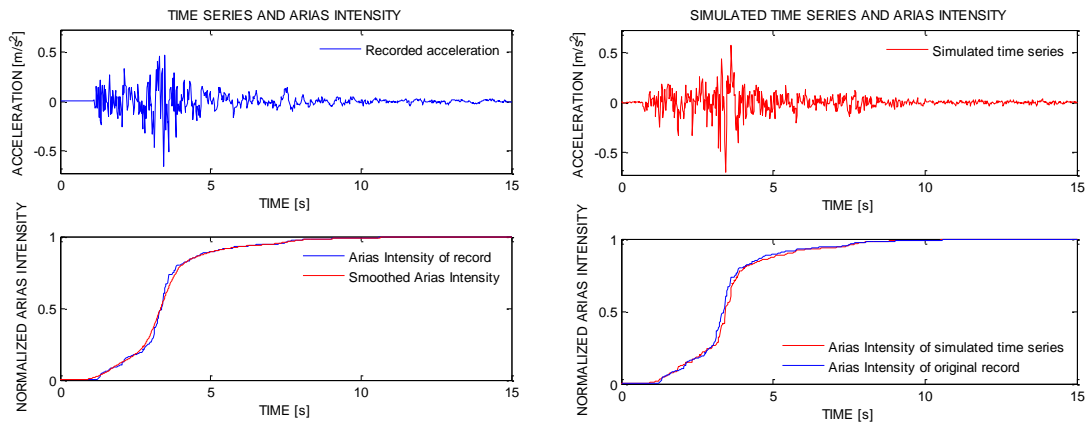 TIME SERIES AND ARIAS INTENSITY
ACCELERATION [m/s²]
0.5
0
-0.5
Recorded acceleration
0 5 10 15
TIME [s]
NORMALIZED ARIAS INTENSITY
1
0.5
0
Arias Intensity of record
Smoothed Arias Intensity
0 5 10 15
TIME [s]
SIMULATED TIME SERIES AND ARIAS INTENSITY
ACCELERATION [m/s²]
0.5
0
-0.5
Simulated time series
0 5 10 15
TIME [s]
NORMALIZED ARIAS INTENSITY
1
0.5
0
Arias Intensity of simulated time series
Arias Intensity of original record
0 5 10 15
TIME [s]